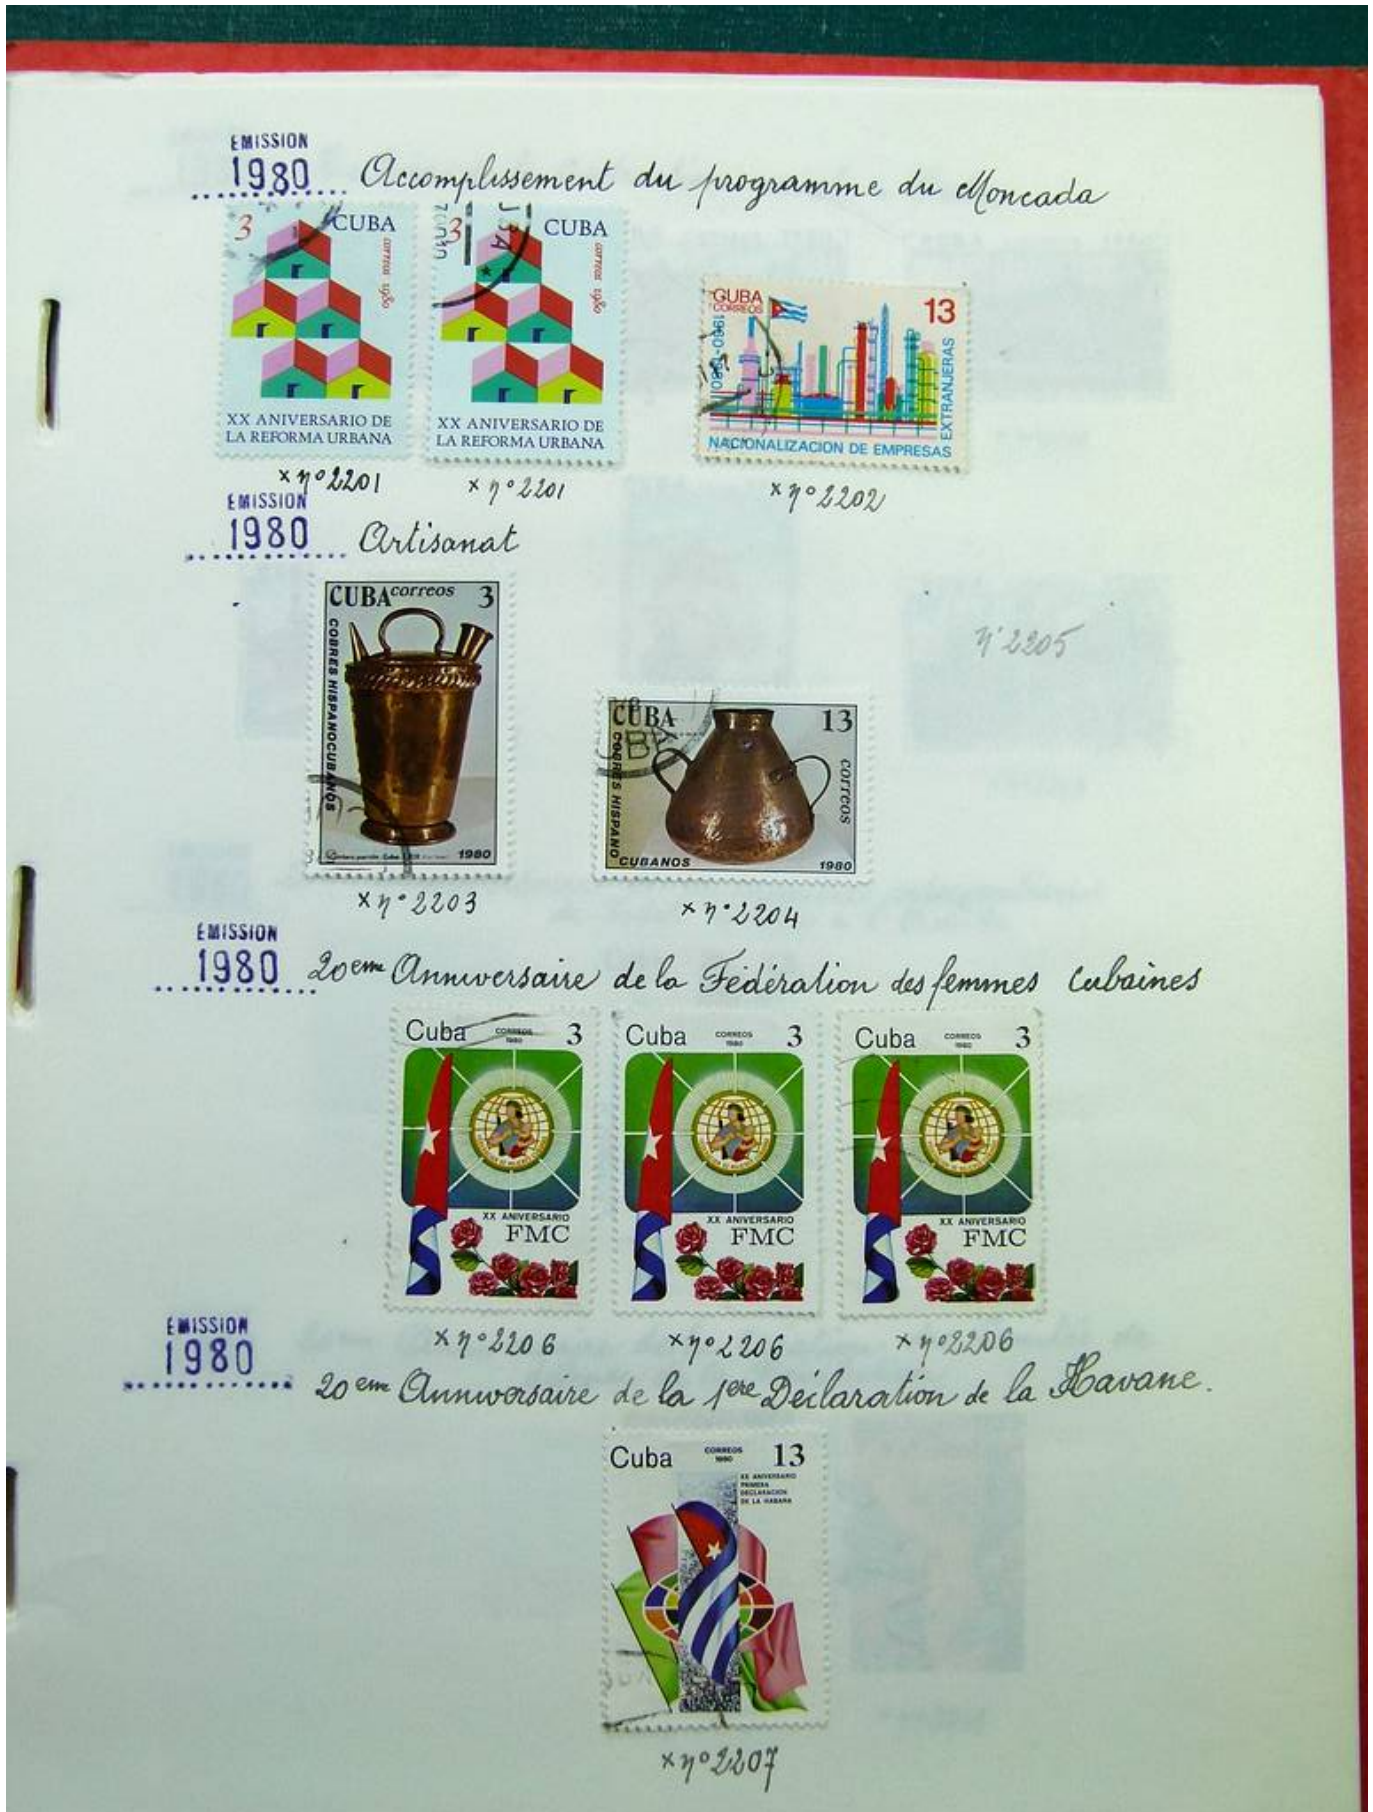 EMISSION
1980 Accomplissement du programme du Moncada
3 CUBA
correos 1980
XX ANIVERSARIO DE
LA REFORMA URBANA
3 CUBA
correos 1980
XX ANIVERSARIO DE
LA REFORMA URBANA
CUBA 13
CORREOS
1960-1980
NACIONALIZACION DE EMPRESAS
EXTRANJERAS
x n° 2201
x n° 2201
x n° 2202
EMISSION
1980 Artisanat
CUBA correos 3
COBRES HISPANOCUBANOS
1980
n° 2205
CUBA 13
COBRES HISPANO
CUBANOS
correos
1980
x n° 2203
x n° 2204
EMISSION
1980 20eme Anniversaire de la Fédération des femmes Cubaines
Cuba CORREOS 3
1980
XX ANIVERSARIO
FMC
Cuba CORREOS 3
1980
XX ANIVERSARIO
FMC
Cuba CORREOS 3
1980
XX ANIVERSARIO
FMC
x n° 2206
x n° 2206
x n° 2206
EMISSION
1980
20eme Anniversaire de la 1ere Déclaration de la Havane.
Cuba CORREOS 13
1980
XX ANIVERSARIO
PRIMERA
DECLARACION
DE LA HABANA
x n° 2207